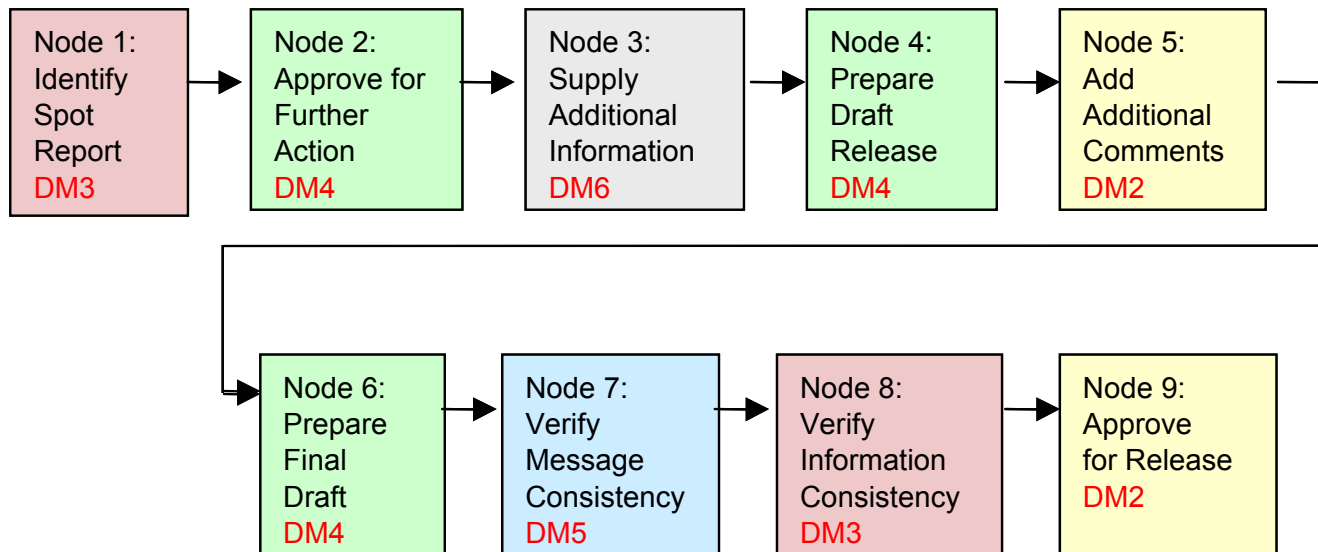 Node 1:
Identify
Spot
Report
DM3
Node 2:
Approve for
Further
Action
DM4
Node 3:
Supply
Additional
Information
DM6
Node 4:
Prepare
Draft
Release
DM4
Node 5:
Add
Additional
Comments
DM2
Node 6:
Prepare
Final
Draft
DM4
Node 7:
Verify
Message
Consistency
DM5
Node 8:
Verify
Information
Consistency
DM3
Node 9:
Approve
for Release
DM2